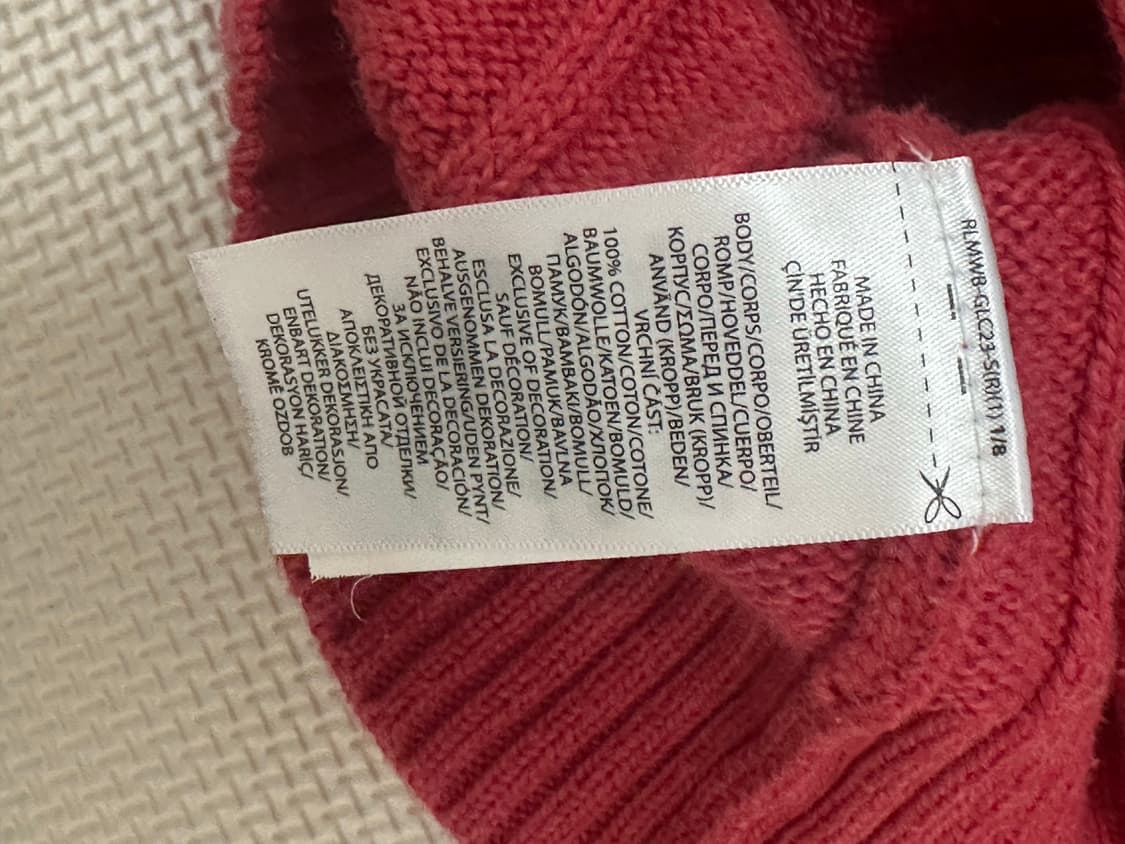 RLMWB-GLC23-S(R)(1) 1/8
MADE IN CHINA
FABRIQUÉ EN CHINE
HECHO EN CHINA
ÇİN'DE ÜRETİLMİŞTİR
BODY/CORPS/CORPO/OBERTEIL/
ROMP/HOVEDDEL/CUERPO/
CORPO/ПЕРЕД И СПИНКА/
КОРПУС/ΣΩΜΑ/BRUK (KROPP)/
ANVÄND (KROPP)/BEDEN/
VRCHNÍ ČÁST:
100% COTTON/COTON/COTONE/
BAUMWOLLE/KATOEN/BOMULD/
ALGODÓN/ALGODÃO/ХЛОПОК/
ПАМУК/ΒΑΜΒΑΚΙ/BOMULL/
BOMULL/PAMUK/BAVLNA
EXCLUSIVE OF DECORATION/
SAUF DÉCORATION/
ESCLUSA LA DECORAZIONE/
AUSGENOMMEN DEKORATION/
BEHALVE VERSIERING/UDEN PYNT/
EXCLUSIVO DE LA DECORACIÓN/
NÃO INCLUI DECORAÇÃO/
ЗА ИСКЛЮЧЕНИЕМ
ДЕКОРАТИВНОЙ ОТДЕЛКИ/
БЕЗ УКРАСАТА/
ΑΠΟΚΛΕΙΣΤΙΚΗ ΑΠΟ
ΔΙΑΚΟΣΜΗΣΗ/
UTELUKKER DEKORASJON/
ENBART DEKORATION/
DEKORASYON HARİÇ/
KROMĚ OZDOB